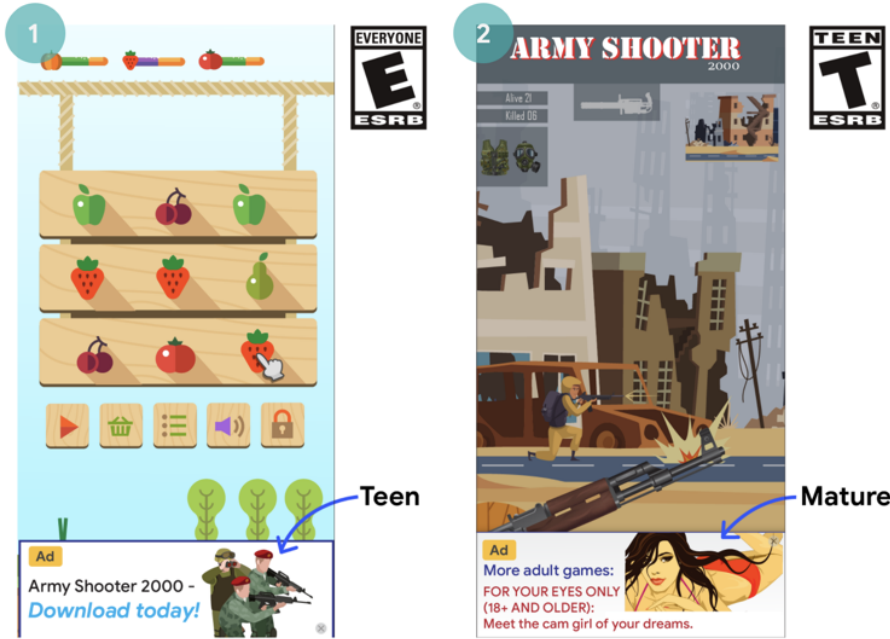 1
EVERYONE
E
®
ESRB
Teen
Ad
Army Shooter 2000 -
Download today!
2
ARMY SHOOTER
2000
Alive 21
Killed 06
TEEN
T
®
ESRB
Mature
Ad
More adult games:
FOR YOUR EYES ONLY
(18+ AND OLDER):
Meet the cam girl of your dreams.